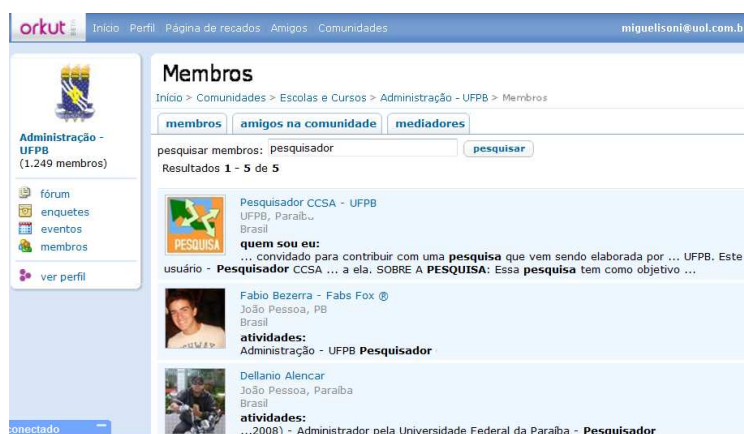 orkut BETA
Início Perfil Página de recados Amigos Comunidades
miguelisoni@uol.com.b
Administração -
UFPB
(1.249 membros)
fórum
enquetes
eventos
membros
ver perfil
conectado
Membros
Início > Comunidades > Escolas e Cursos > Administração - UFPB > Membros
membros amigos na comunidade mediadores
pesquisar membros: pesquisador pesquisar
Resultados 1 - 5 de 5
PESQUISA
Pesquisador CCSA - UFPB
UFPB, Paraíba
Brasil
quem sou eu:
... convidado para contribuir com uma pesquisa que vem sendo elaborada por ... UFPB. Este
usuário - Pesquisador CCSA ... a ela. SOBRE A PESQUISA: Essa pesquisa tem como objetivo ...
Fabio Bezerra - Fabs Fox ®
João Pessoa, PB
Brasil
atividades:
Administração - UFPB Pesquisador
Dellanio Alencar
João Pessoa, Paraíba
Brasil
atividades:
...2008) - Administrador pela Universidade Federal da Paraíba - Pesquisador